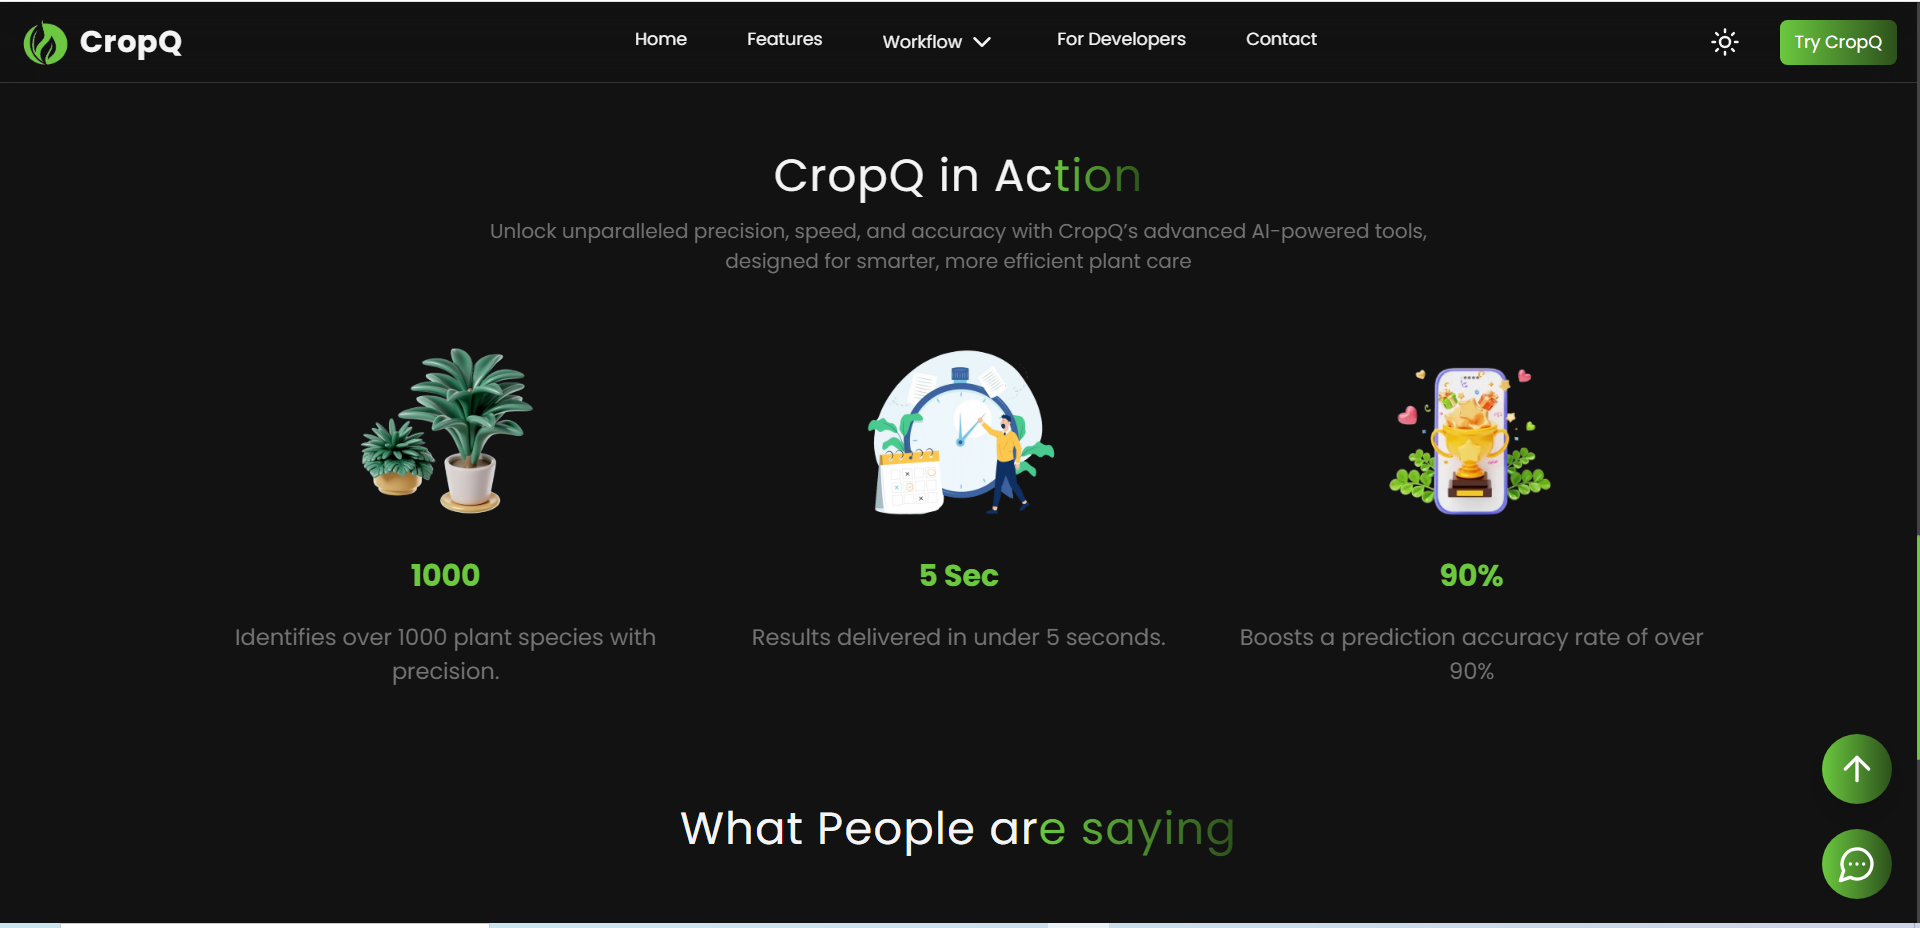 CropQ
Home
Features
Workflow
For Developers
Contact
Try CropQ
CropQ in Action
Unlock unparalleled precision, speed, and accuracy with CropQ’s advanced AI-powered tools,
designed for smarter, more efficient plant care
1000
Identifies over 1000 plant species with
precision.
5 Sec
Results delivered in under 5 seconds.
90%
Boosts a prediction accuracy rate of over
90%
What People are saying